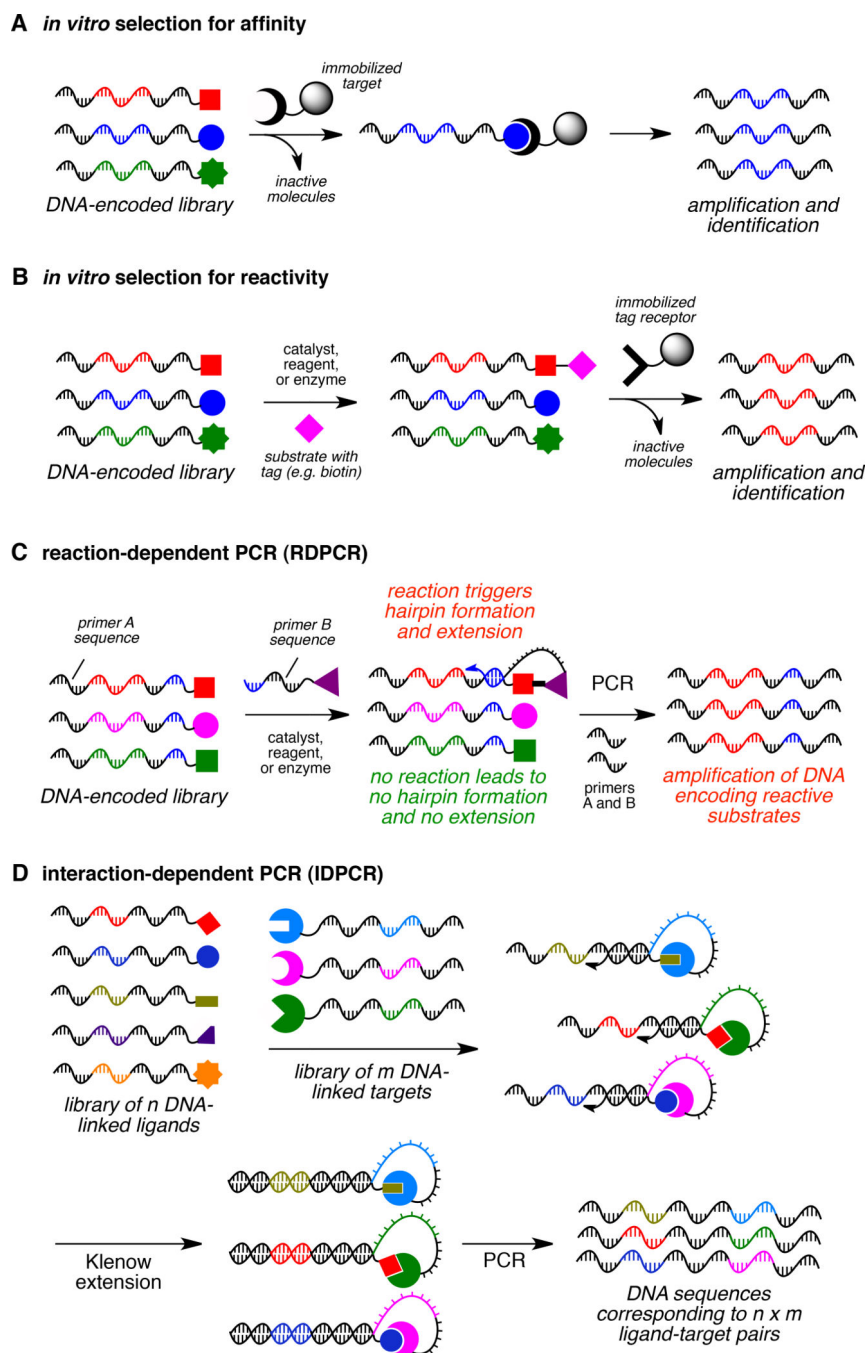 A in vitro selection for affinity
immobilized
target
inactive
molecules
DNA-encoded library
amplification and
identification
B in vitro selection for reactivity
catalyst,
reagent,
or enzyme
substrate with
tag (e.g. biotin)
DNA-encoded library
immobilized
tag receptor
inactive
molecules
amplification and
identification
C reaction-dependent PCR (RDPCR)
primer A
sequence
primer B
sequence
catalyst,
reagent,
or enzyme
DNA-encoded library
reaction triggers
hairpin formation
and extension
no reaction leads to
no hairpin formation
and no extension
PCR
primers
A and B
amplification of DNA
encoding reactive
substrates
D interaction-dependent PCR (IDPCR)
library of n DNA-
linked ligands
library of m DNA-
linked targets
Klenow
extension
PCR
DNA sequences
corresponding to n x m
ligand-target pairs